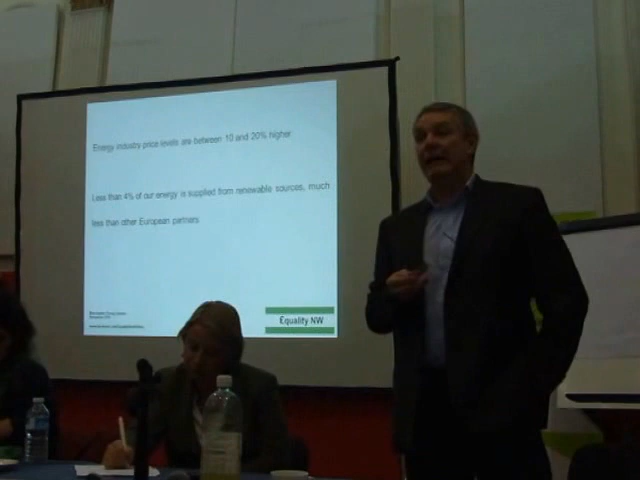 Energy industry price levels are between 10 and 20% higher
Less than 4% of our energy is supplied from renewable sources, much
less than other European partners
Equality NW